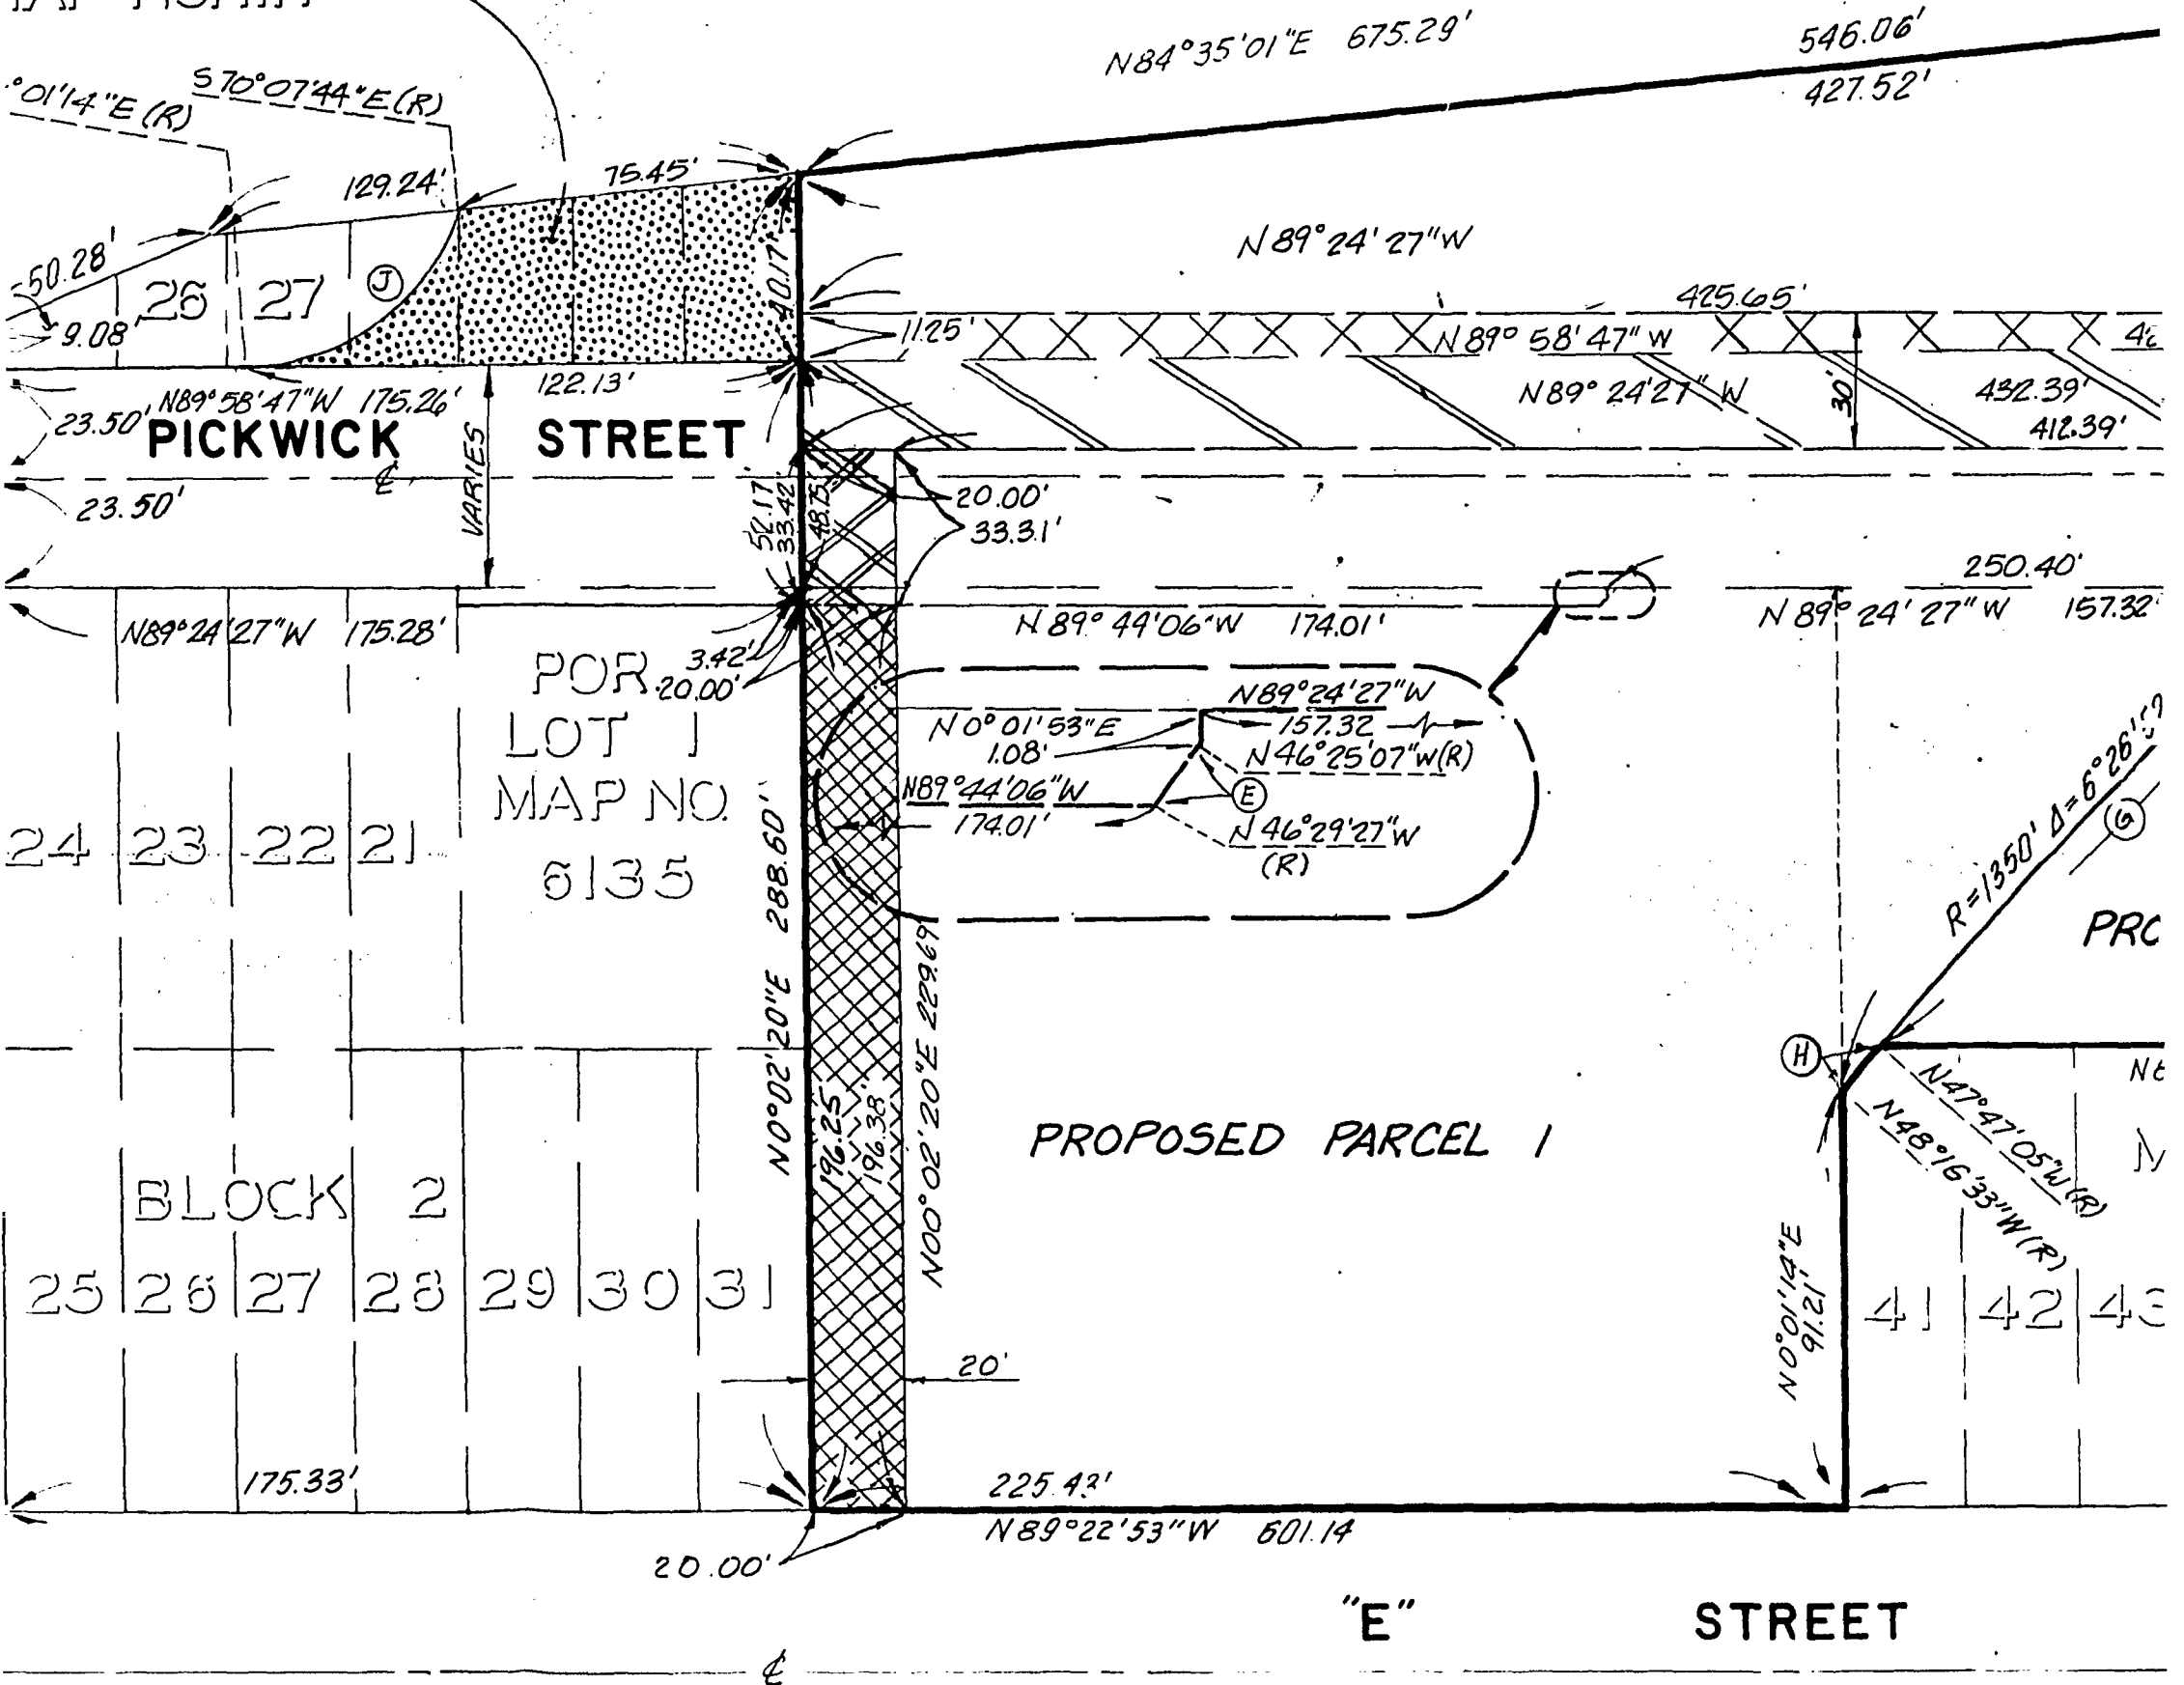 N84°35'01"E 675.29'
546.06'
427.52'
°01'14"E (R)
S70°07'44"E (R)
129.24'
75.45'
50.28'
26
27
J
9.08'
40.17'
N89°24'27"W
425.65'
11.25'
N89°58'47"W
N89°58'47"W 175.26'
122.13'
N89°24'27"W
30'
432.39'
412.39'
23.50'
PICKWICK STREET
VARIES
23.50'
33.42'
48.75'
20.00'
33.31'
250.40'
N89°24'27"W 175.28'
N89°44'06"W 174.01'
N89°24'27"W 157.32'
3.42'
20.00'
POR.
LOT 1
MAP NO.
6135
N89°24'27"W
N0°01'53"E
157.32
1.08'
N46°25'07"W(R)
N89°44'06"W
E
174.01'
N46°29'27"W
(R)
24
23
22
21
N0°02'20"E 288.60'
N00°02'20"E 229.69'
R=1350' Δ=6°26'
G
PRO
H
N47°47'05"W(R)
N48°16'33"W(R)
196.25'
196.38'
PROPOSED PARCEL 1
BLOCK 2
25
26
27
28
29
30
31
N0°01'14"E
91.21'
41
42
43
20'
175.33'
225.43'
N89°22'53"W 601.14
20.00'
"E" STREET